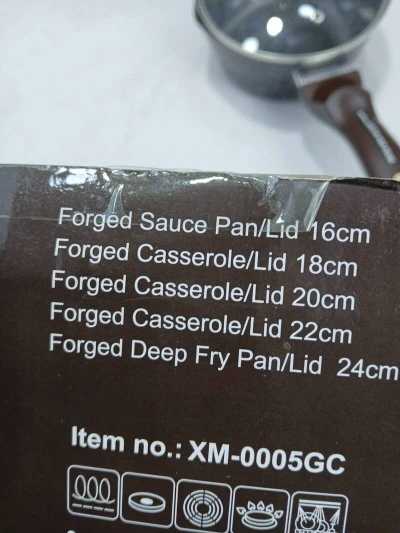 Forged Sauce Pan/Lid 16cm
Forged Casserole/Lid 18cm
Forged Casserole/Lid 20cm
Forged Casserole/Lid 22cm
Forged Deep Fry Pan/Lid 24cm
Item no.: XM-0005GC